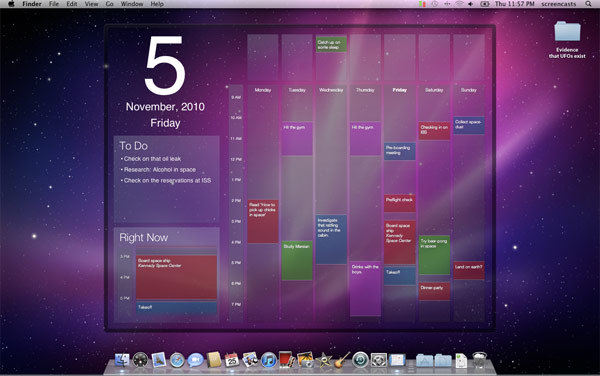 Finder File Edit View Go Window Help
Thu 11:57 PM screencasts
Evidence
that UFOs exist
5
November, 2010
Friday
To Do
• Check on that oil leak
• Research: Alcohol in space
• Check on the reservations at ISS
Right Now
3 PM
Board space ship
Kennedy Space Center
4 PM
5 PM
Takeoff
Catch up on
some sleep
Monday Tuesday Wednesday Thursday Friday Saturday Sunday
9 AM
10 AM
11 AM
12 PM
1 PM
2 PM
3 PM
4 PM
5 PM
6 PM
7 PM
Read "How to
pick up chicks
in space"
Hit the gym
Study Marsian
Investigate
that rattling
sound in the
cabin.
Hit the gym
Drinks with the
boys
Pre-boarding
meeting
Preflight check
Board space
ship
Kennedy Space
Center
Takeoff
Checking in on
ISS
Try beer pong
in space
Dinner party
Collect space
dust
Land on earth?
25